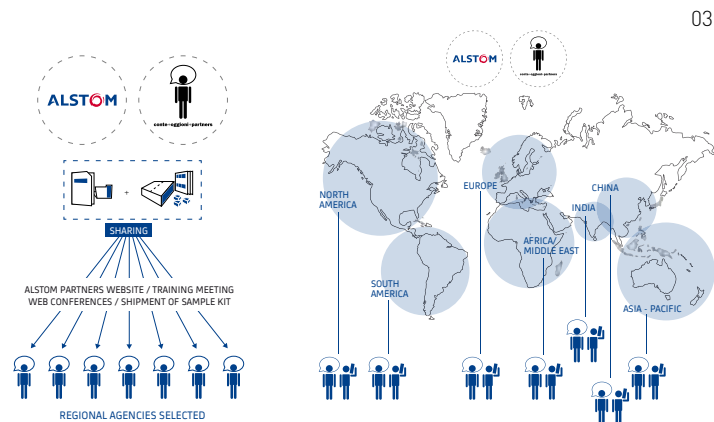 03
ALSTOM
conte-oggioni-partners
+
SHARING
ALSTOM PARTNERS WEBSITE / TRAINING MEETING
WEB CONFERENCES / SHIPMENT OF SAMPLE KIT
REGIONAL AGENCIES SELECTED
ALSTOM
conte-oggioni-partners
NORTH
AMERICA
SOUTH
AMERICA
EUROPE
AFRICA/
MIDDLE EAST
INDIA
CHINA
ASIA - PACIFIC